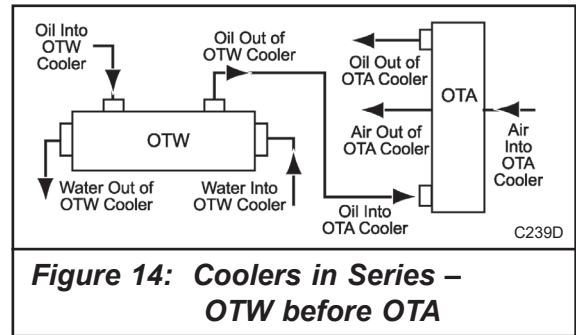 Oil Into
OTW
Cooler
Oil Out of
OTW Cooler
Oil Out of
OTA Cooler
OTA
OTW
Air Out of
OTA Cooler
Air
Into
OTA
Cooler
Water Out of
OTW Cooler
Water Into
OTW Cooler
Oil Into
OTA Cooler
C239D
Figure 14: Coolers in Series –
OTW before OTA